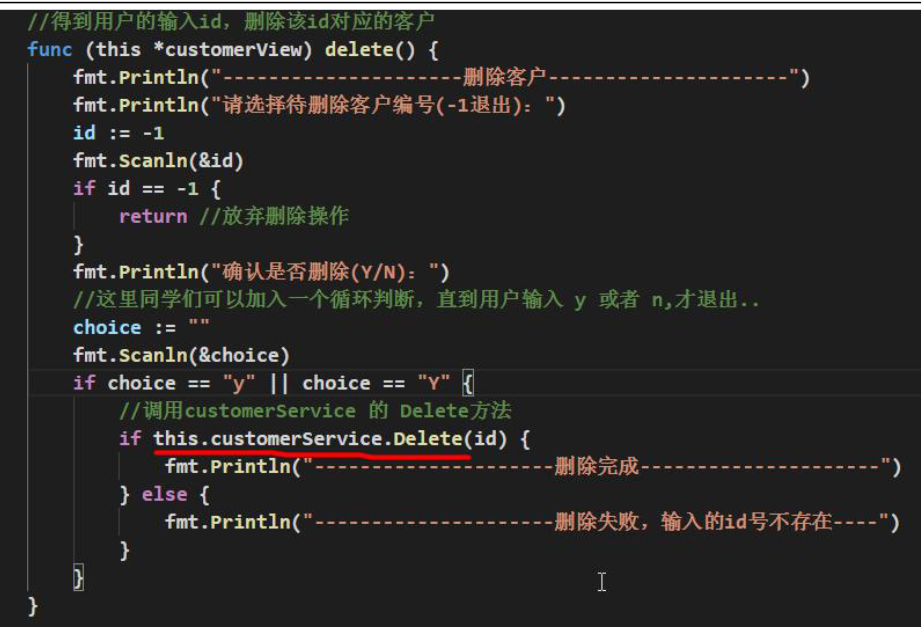 //得到用户的输入id，删除该id对应的客户
func (this *customerView) delete() {
    fmt.Println("---------------------删除客户---------------------")
    fmt.Println("请选择待删除客户编号(-1退出)：")
    id := -1
    fmt.Scanln(&id)
    if id == -1 {
        return //放弃删除操作
    }
    fmt.Println("确认是否删除(Y/N)：")
    //这里同学们可以加入一个循环判断，直到用户输入 y 或者 n,才退出..
    choice := ""
    fmt.Scanln(&choice)
    if choice == "y" || choice == "Y" {
        //调用customerService 的 Delete方法
        if this.customerService.Delete(id) {
            fmt.Println("---------------------删除完成---------------------")
        } else {
            fmt.Println("---------------------删除失败，输入的id号不存在----")
        }
    }
}